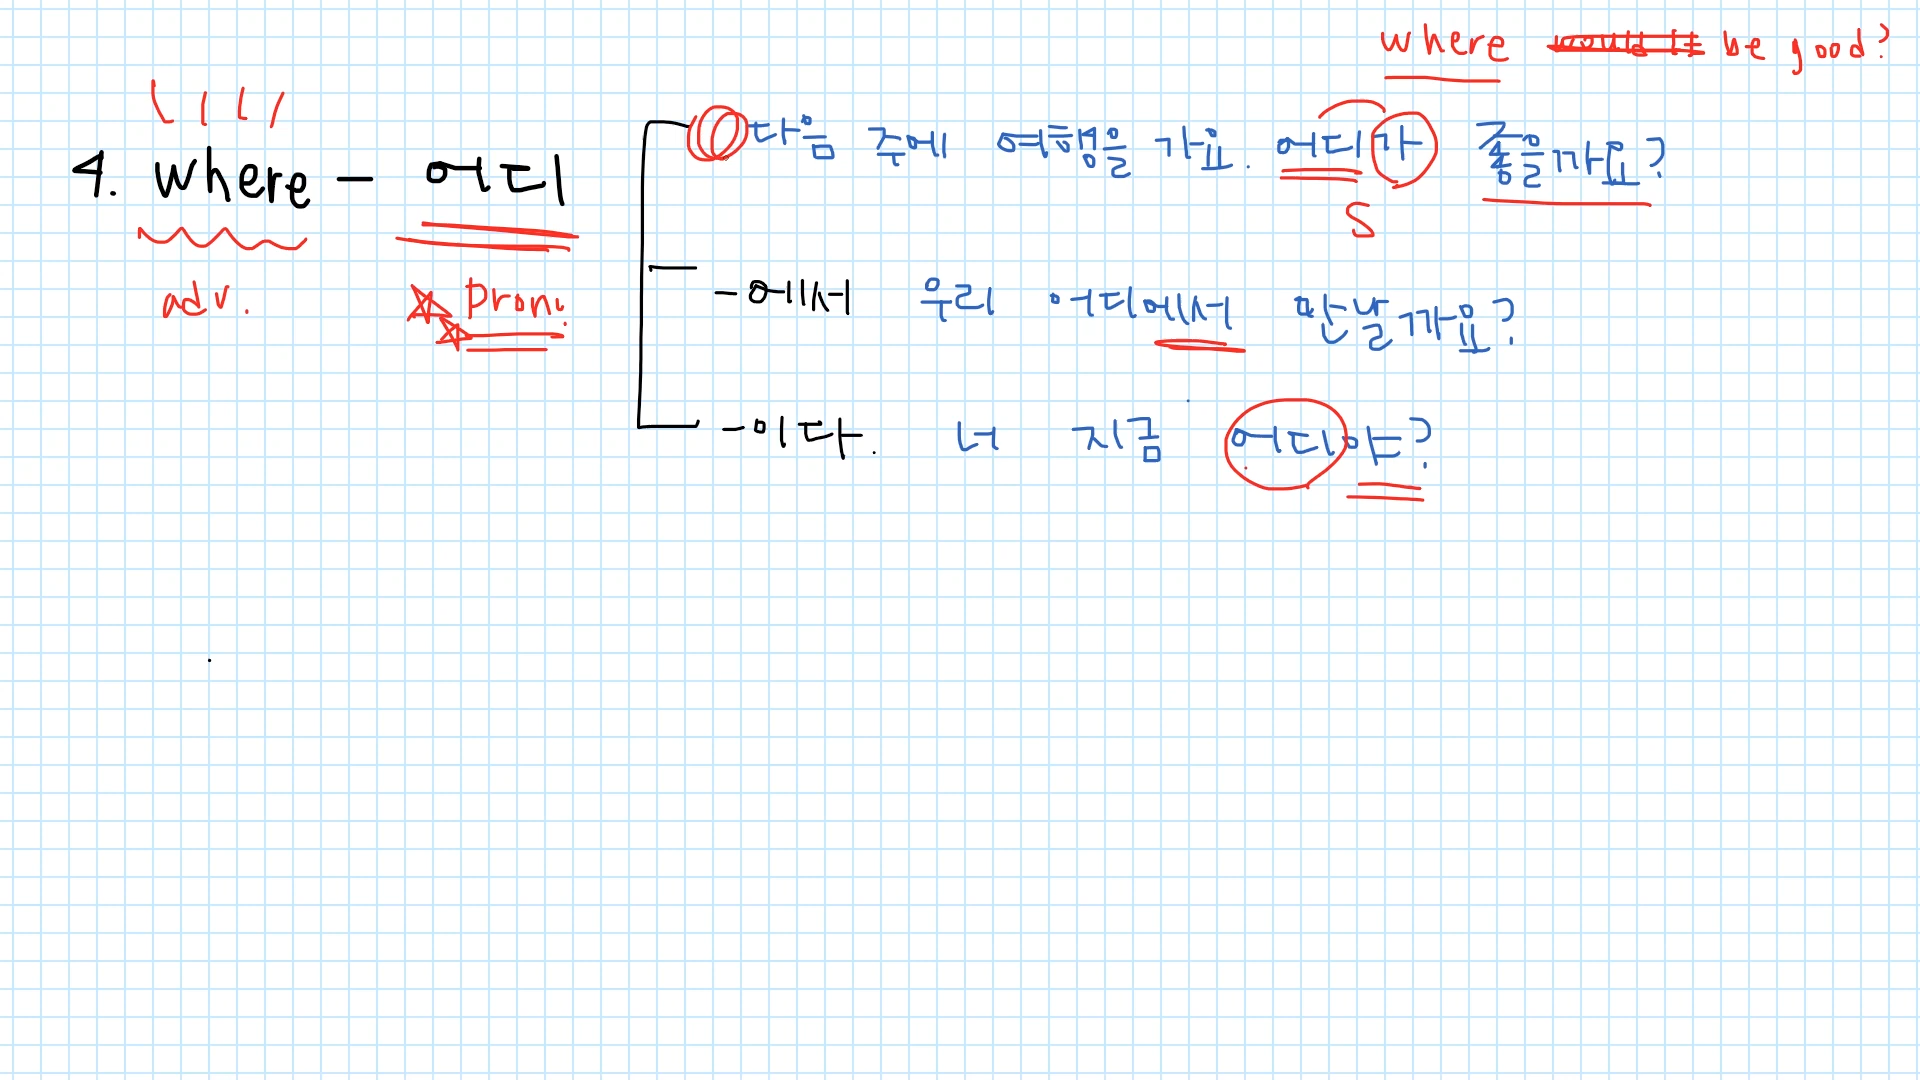 where would it be good?
4. where - 어디
다음 주에 여행을 가요. 어디가 좋을까요?
S
adv.
pron.
-에서 우리 어디에서 만날까요?
-이다. 너 지금 어디야?